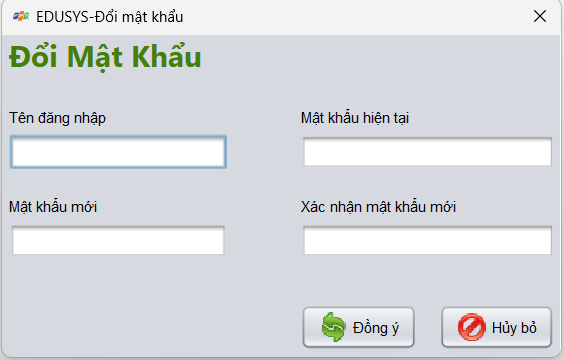 EDUSYS-Đổi mật khẩu
Đổi Mật Khẩu
Tên đăng nhập
Mật khẩu hiện tại
Mật khẩu mới
Xác nhận mật khẩu mới
Đồng ý
Hủy bỏ